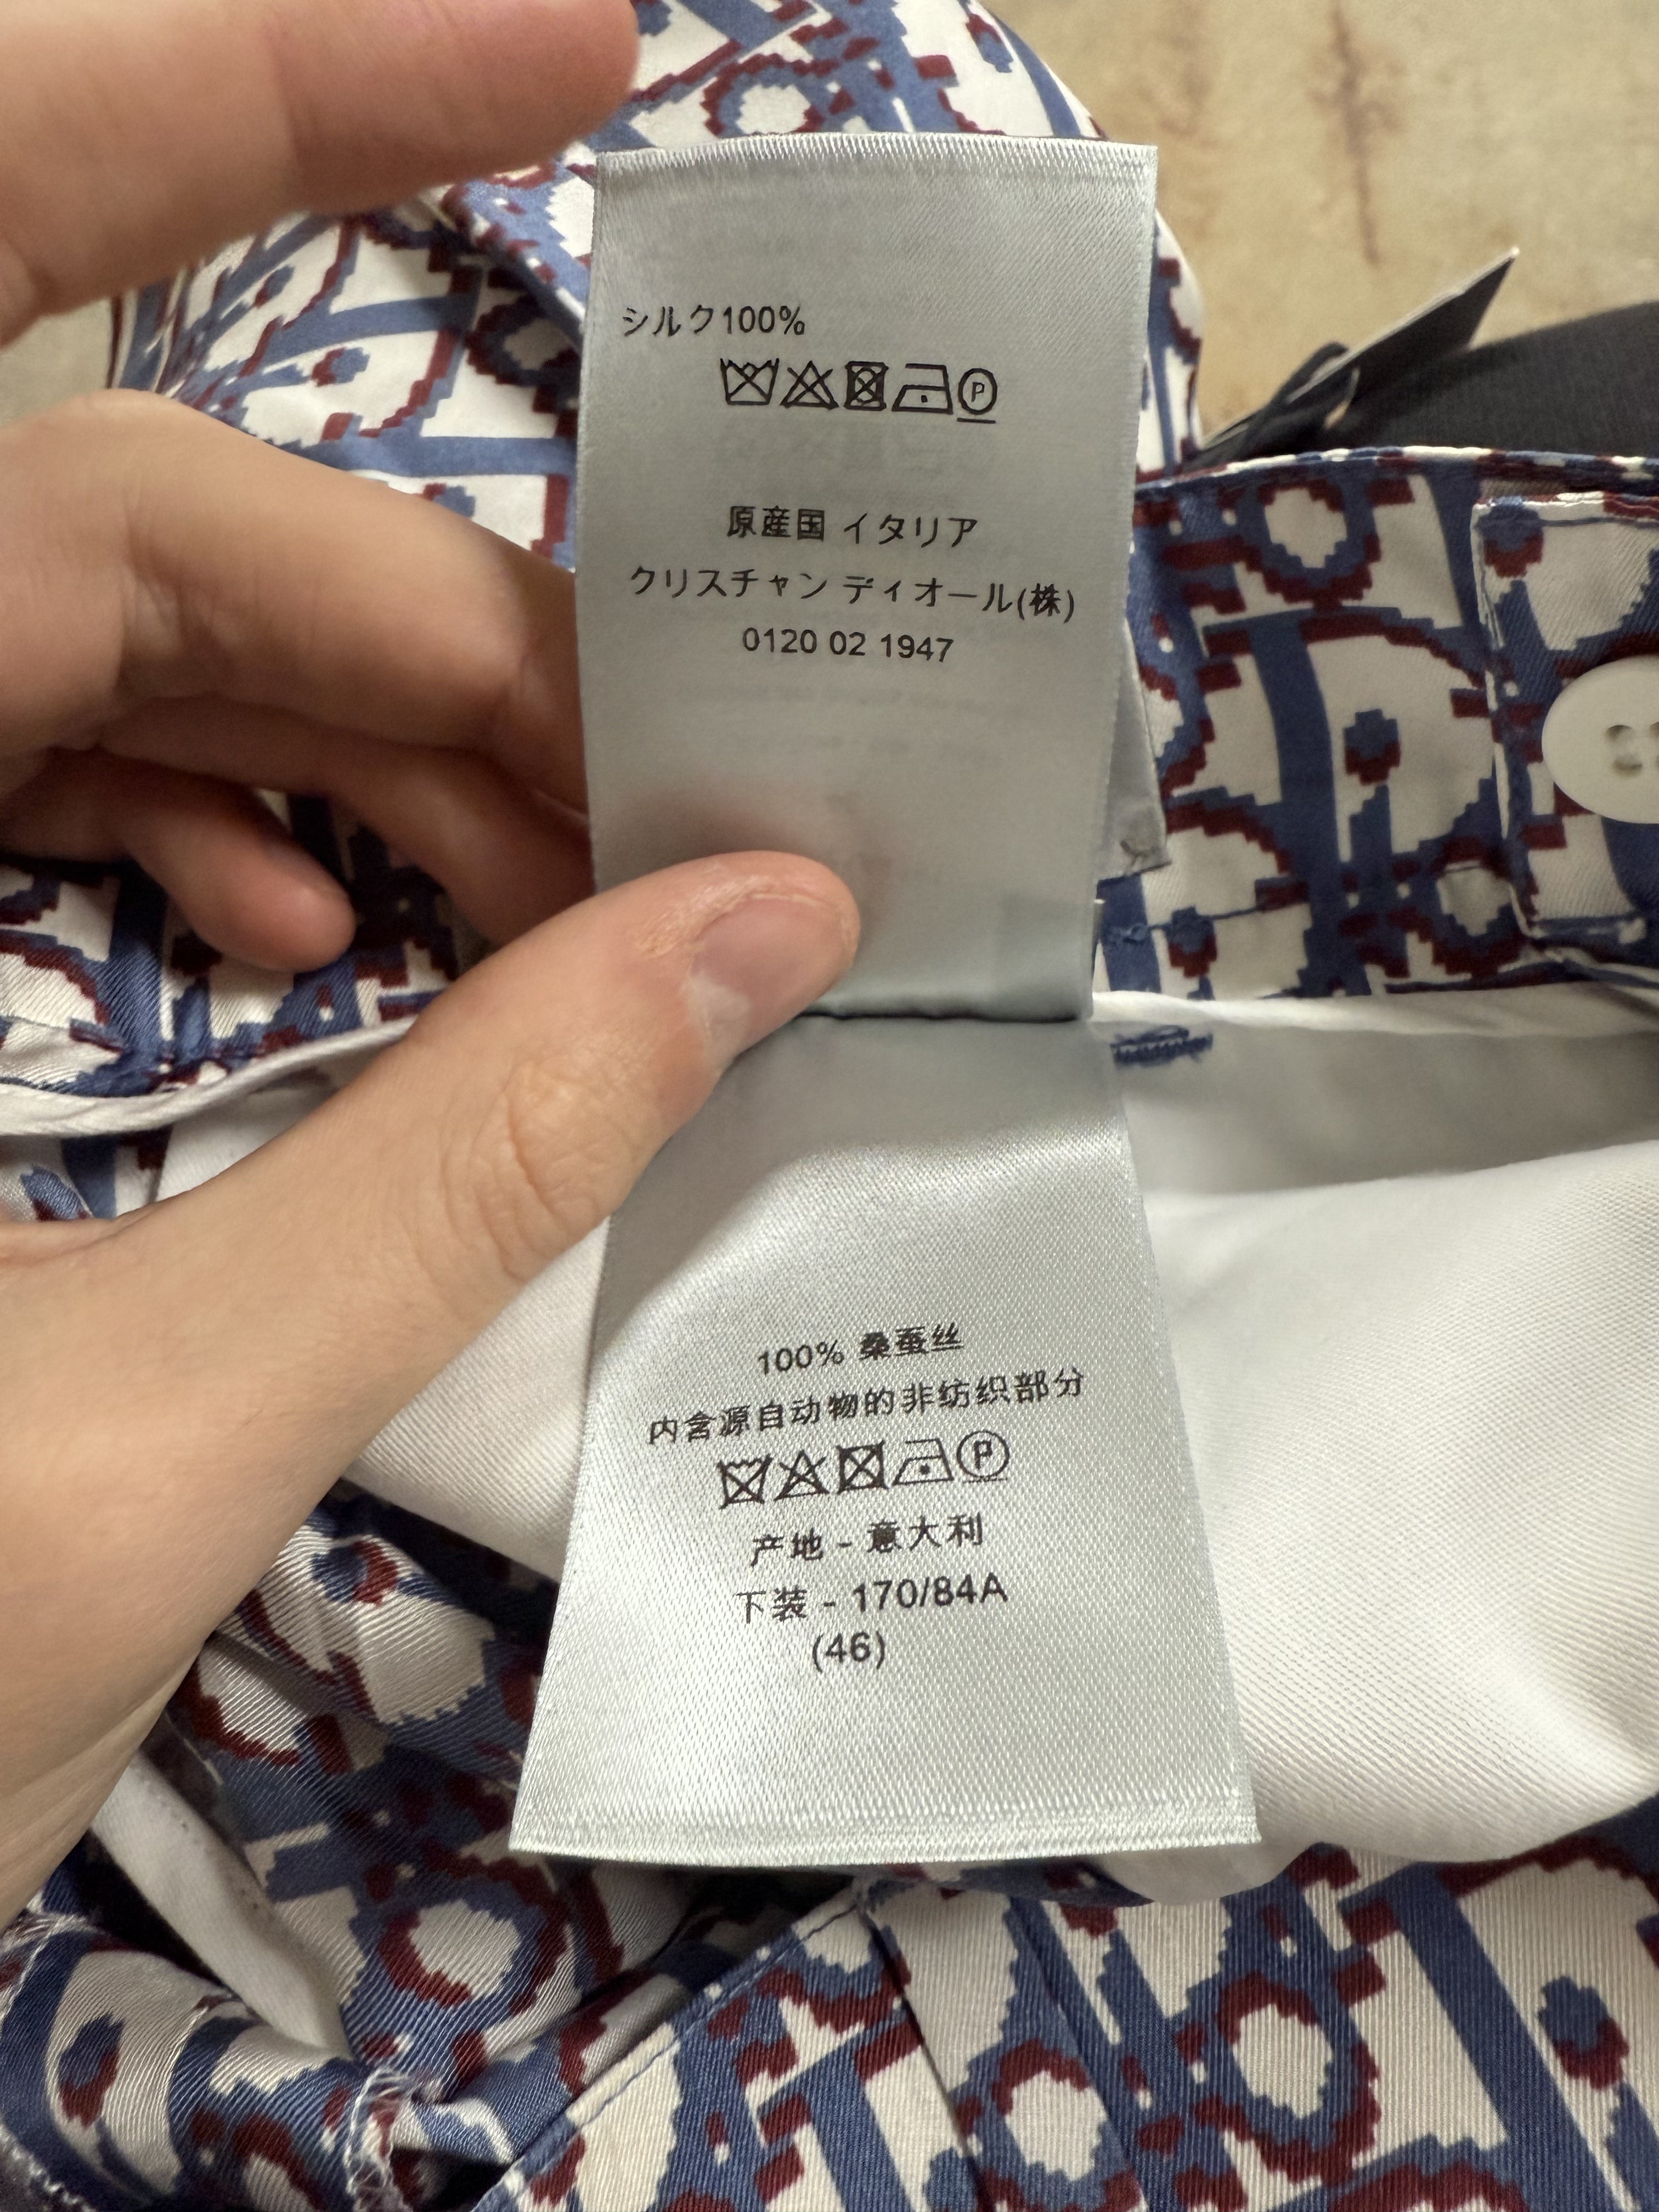 シルク100%
P
原産国 イタリア
クリスチャン ディオール(株)
0120 02 1947
100% 桑蚕丝
内含源自动物的非纺织部分
P
产地 - 意大利
下装 - 170/84A
(46)